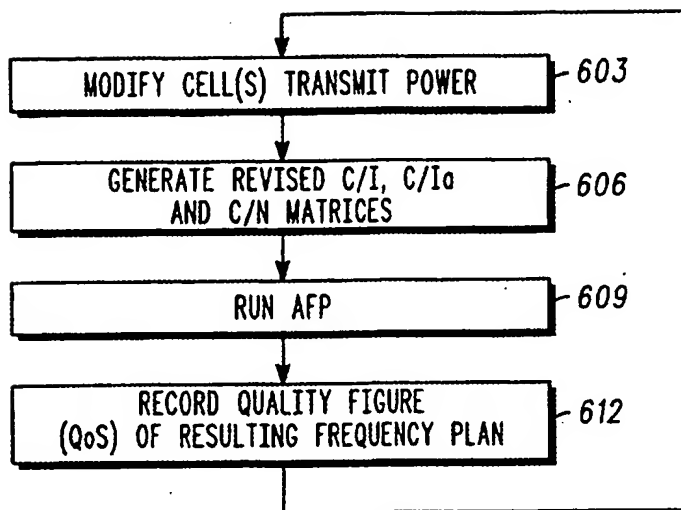 MODIFY CELL(S) TRANSMIT POWER
603
GENERATE REVISED C/I, C/Ia
AND C/N MATRICES
606
RUN AFP
609
RECORD QUALITY FIGURE
(QoS) OF RESULTING FREQUENCY PLAN
612